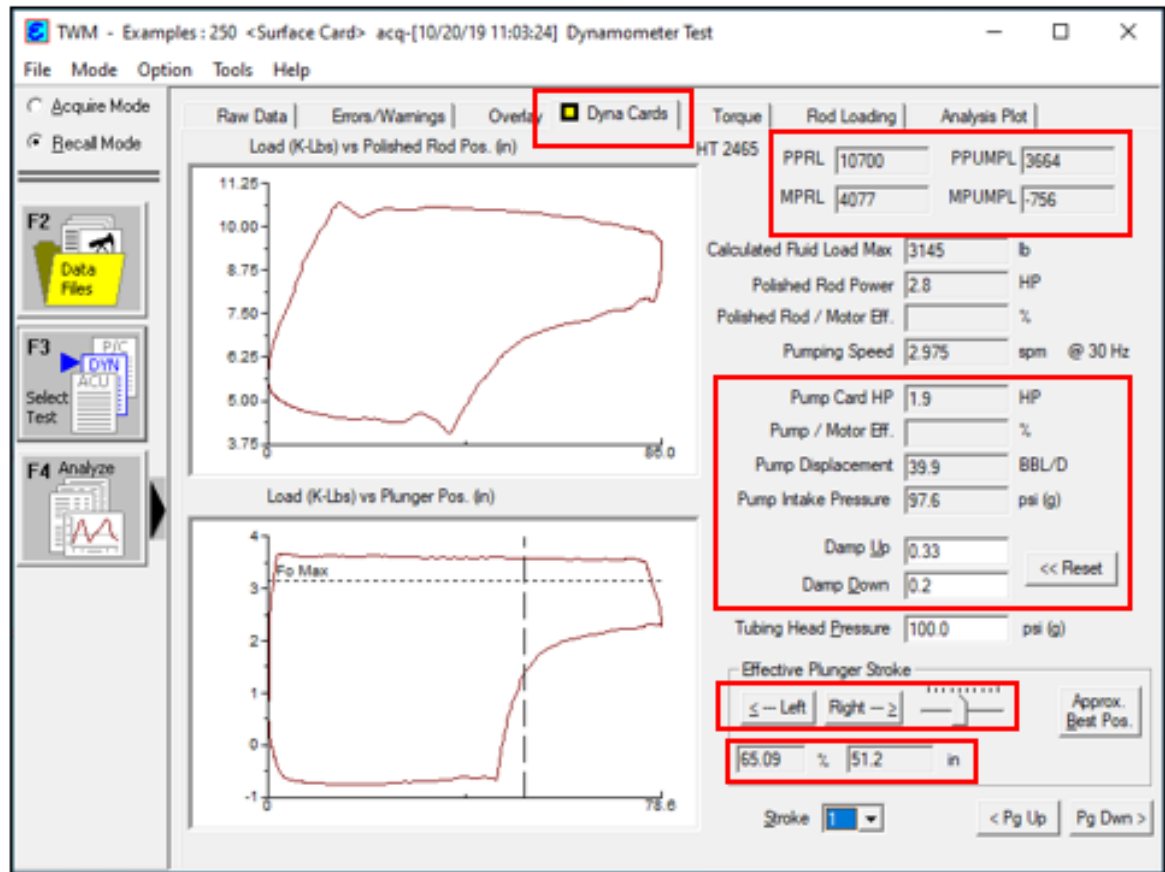 TWM - Examples : 250 <Surface Card> acq-[10/20/19 11:03:24] Dynamometer Test
File Mode Option Tools Help
Acquire Mode
Recall Mode
F2
Data
Files
F3
P/C
DYN
ACU
Select
Test
F4 Analyze
Raw Data
Errors/Warnings
Overlay
Dyna Cards
Torque
Rod Loading
Analysis Plot
Load (K-Lbs) vs Polished Rod Pos. (in)
11.25
10.00
8.75
7.50
6.25
5.00
3.75
0
85.0
Load (K-Lbs) vs Plunger Pos. (in)
4
Fo Max
3
2
1
0
-1
0
78.6
HT 2465
PPRL 10700 PPUMPL 3664
MPRL 4077 MPUMPL -756
Calculated Fluid Load Max 3145 lb
Polished Rod Power 2.8 HP
Polished Rod / Motor Eff. %
Pumping Speed 2.975 spm @ 30 Hz
Pump Card HP 1.9 HP
Pump / Motor Eff. %
Pump Displacement 39.9 BBL/D
Pump Intake Pressure 97.6 psi (g)
Damp Up 0.33
<< Reset
Damp Down 0.2
Tubing Head Pressure 100.0 psi (g)
Effective Plunger Stroke
< -- Left Right -- >
Approx.
Best Pos.
65.09 % 51.2 in
Stroke 1
< Pg Up Pg Dwn >